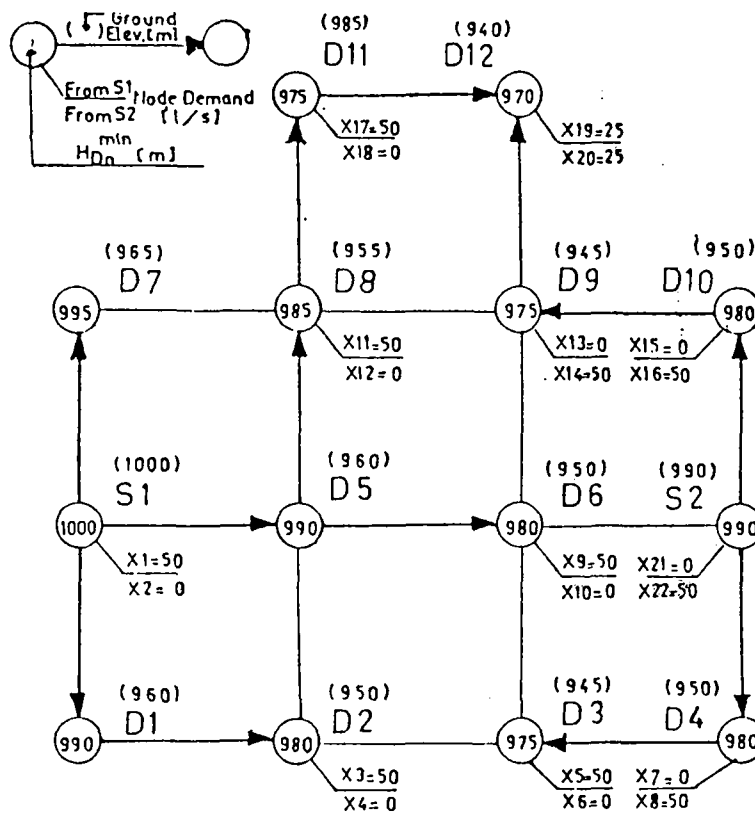 ( ↓ ) Ground
Elev. [m]
From S1 Node Demand
From S2 [l/s]
min
HDn [m]
(985) (940)
D11 D12
975 970
X17=50 X19=25
X18=0 X20=25
(965) (955) (945) (950)
D7 D8 D9 D10
995 985 975 980
X11=50 X13=0 X15=0
X12=0 X14=50 X16=50
(1000) (960) (950) (990)
S1 D5 D6 S2
1000 990 980 990
X1=50 X9=50 X21=0
X2=0 X10=0 X22=50
(960) (950) (945) (950)
D1 D2 D3 D4
990 980 975 980
X3=50 X5=50 X7=0
X4=0 X6=0 X8=50